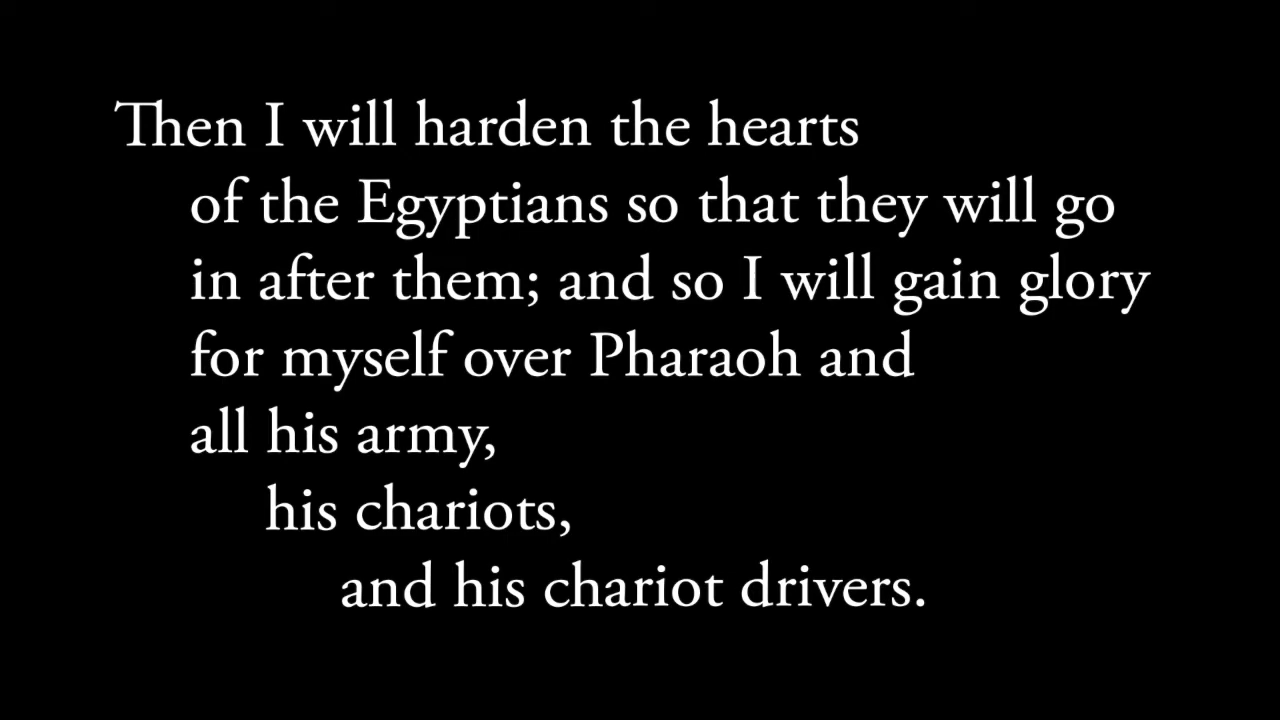 Then I will harden the hearts
of the Egyptians so that they will go
in after them; and so I will gain glory
for myself over Pharaoh and
all his army,
his chariots,
and his chariot drivers.